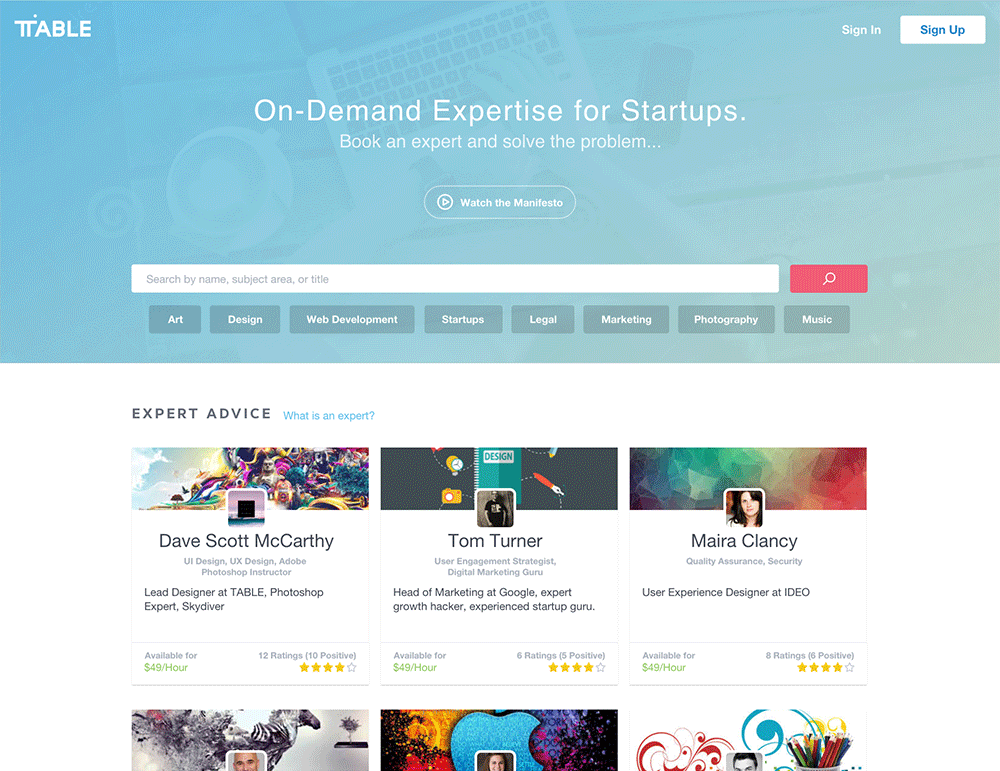 TABLE
Sign In
Sign Up
On-Demand Expertise for Startups.
Book an expert and solve the problem...
Watch the Manifesto
Search by name, subject area, or title
Art
Design
Web Development
Startups
Legal
Marketing
Photography
Music
EXPERT ADVICE
What is an expert?
DESIGN
Dave Scott McCarthy
UI Design, UX Design, Adobe
Photoshop Instructor
Lead Designer at TABLE, Photoshop
Expert, Skydiver
Available for
$49/Hour
12 Ratings (10 Positive)
Tom Turner
User Engagement Strategist,
Digital Marketing Guru
Head of Marketing at Google, expert
growth hacker, experienced startup guru.
Available for
$49/Hour
6 Ratings (5 Positive)
Maira Clancy
Quality Assurance, Security
User Experience Designer at IDEO
Available for
$49/Hour
8 Ratings (6 Positive)